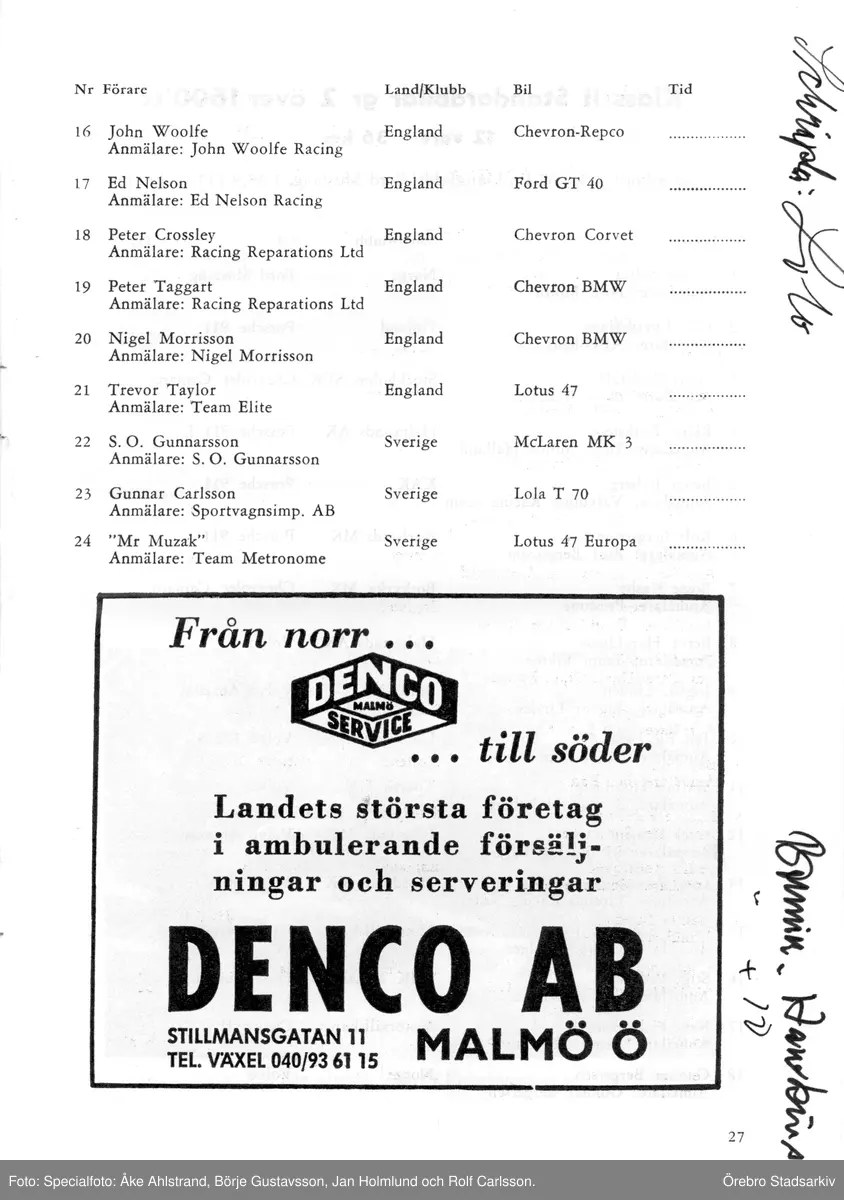 Nr Förare Land/Klubb Bil Tid
16 John Woolfe England Chevron-Repco ..................
Anmälare: John Woolfe Racing
17 Ed Nelson England Ford GT 40 ..................
Anmälare: Ed Nelson Racing
18 Peter Crossley England Chevron Corvet ..................
Anmälare: Racing Reparations Ltd
19 Peter Taggart England Chevron BMW ..................
Anmälare: Racing Reparations Ltd
20 Nigel Morrisson England Chevron BMW ..................
Anmälare: Nigel Morrisson
21 Trevor Taylor England Lotus 47 ..................
Anmälare: Team Elite
22 S. O. Gunnarsson Sverige McLaren MK 3 ..................
Anmälare: S. O. Gunnarsson
23 Gunnar Carlsson Sverige Lola T 70 ..................
Anmälare: Sportvagnsimp. AB
24 "Mr Muzak" Sverige Lotus 47 Europa ..................
Anmälare: Team Metronome
Från norr ...
DENCO
MALMÖ
SERVICE
... till söder
Landets största företag
i ambulerande försälj-
ningar och serveringar
DENCO AB
STILLMANSGATAN 11
TEL. VÄXEL 040/93 61 15
MALMÖ Ö
+ 12
27
Foto: Specialfoto: Åke Ahlstrand, Börje Gustavsson, Jan Holmlund och Rolf Carlsson. Örebro Stadsarkiv